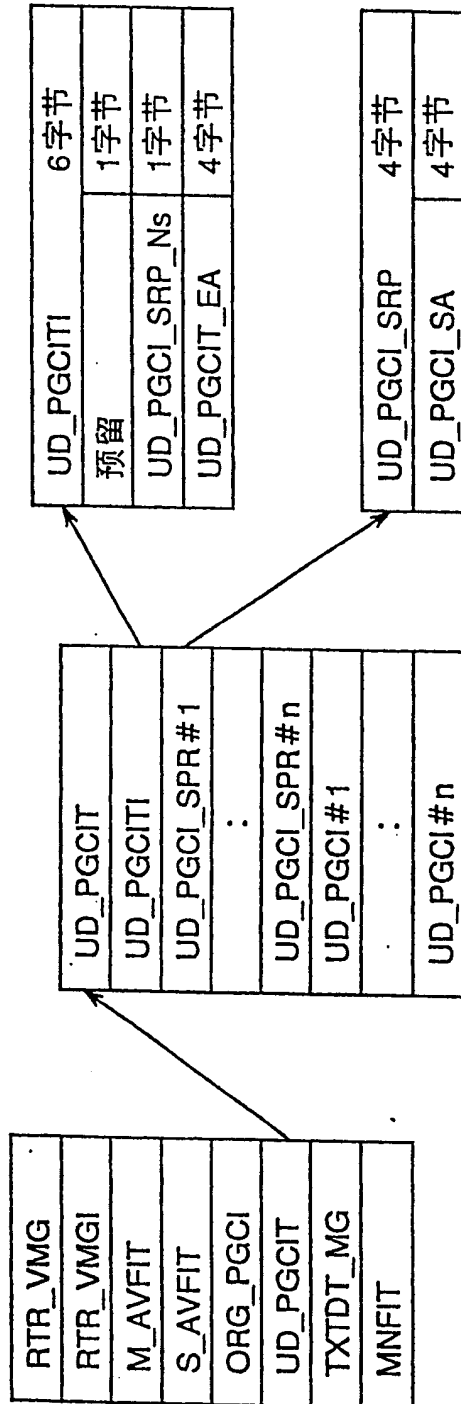 RTR_VMG
RTR_VMGI
M_AVFIT
S_AVFIT
ORG_PGCI
UD_PGCIT
TXTDT_MG
MNFIT
UD_PGCIT
UD_PGCITI
UD_PGCI_SPR#1
:
UD_PGCI_SPR#n
UD_PGCI#1
:
UD_PGCI#n
UD_PGCITI 6字节
预留 1字节
UD_PGCI_SRP_Ns 1字节
UD_PGCIT_EA 4字节
UD_PGCI_SRP 4字节
UD_PGCI_SA 4字节